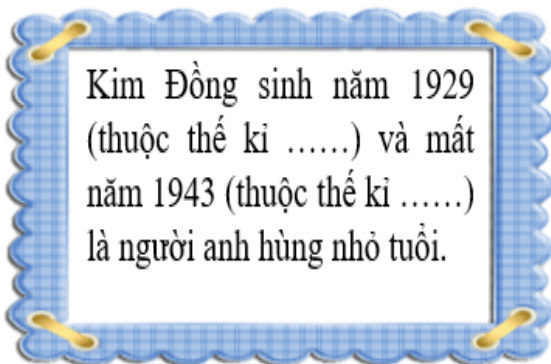 Kim Đồng sinh năm 1929
(thuộc thế kỉ ……) và mất
năm 1943 (thuộc thế kỉ ……)
là người anh hùng nhỏ tuổi.